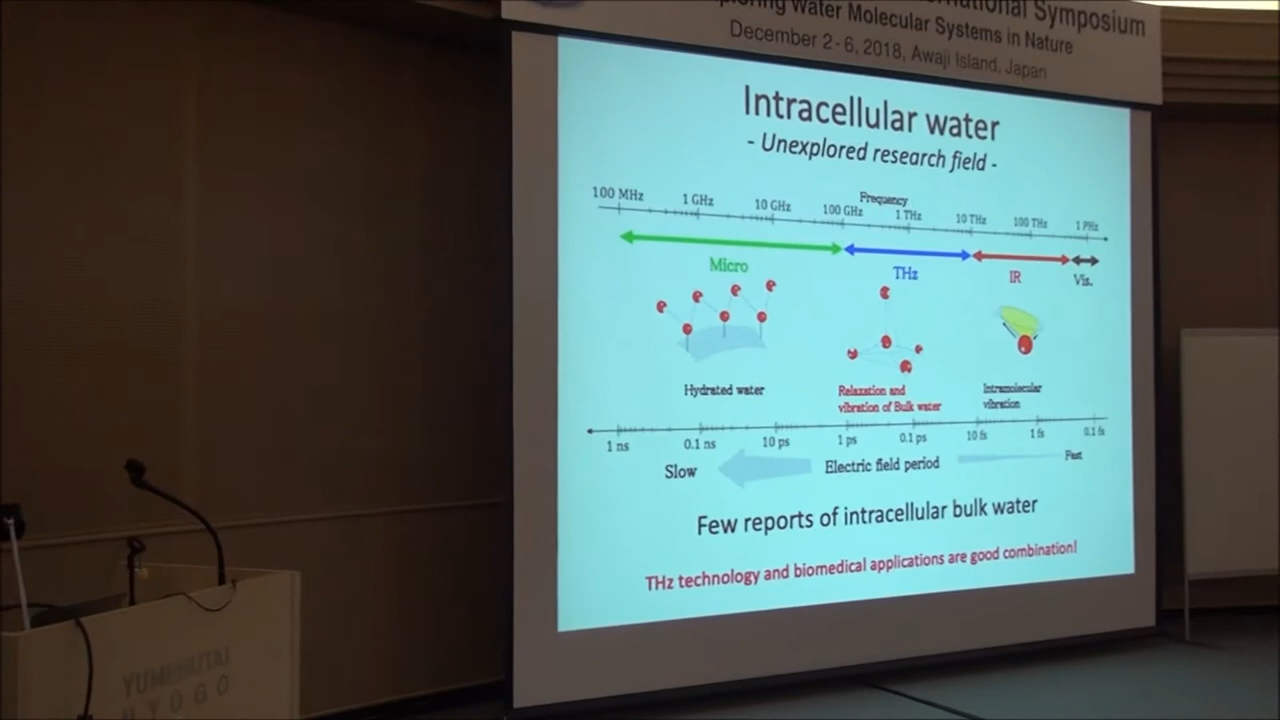 national Symposium
ring Water Molecular Systems in Nature
December 2-6, 2018, Awaji Island, Japan
Intracellular water
- Unexplored research field -
Frequency
100 MHz 1 GHz 10 GHz 100 GHz 1 THz 10 THz 100 THz 1 PHz
Micro THz IR Vis.
Hydrated water
Relaxation and
vibration of Bulk water
Intramolecular
vibration
1 ns 0.1 ns 10 ps 1 ps 0.1 ps 10 fs 1 fs 0.1 fs
Slow Electric field period Fast
Few reports of intracellular bulk water
THz technology and biomedical applications are good combination!
YUMEBUTAI
HYOGO